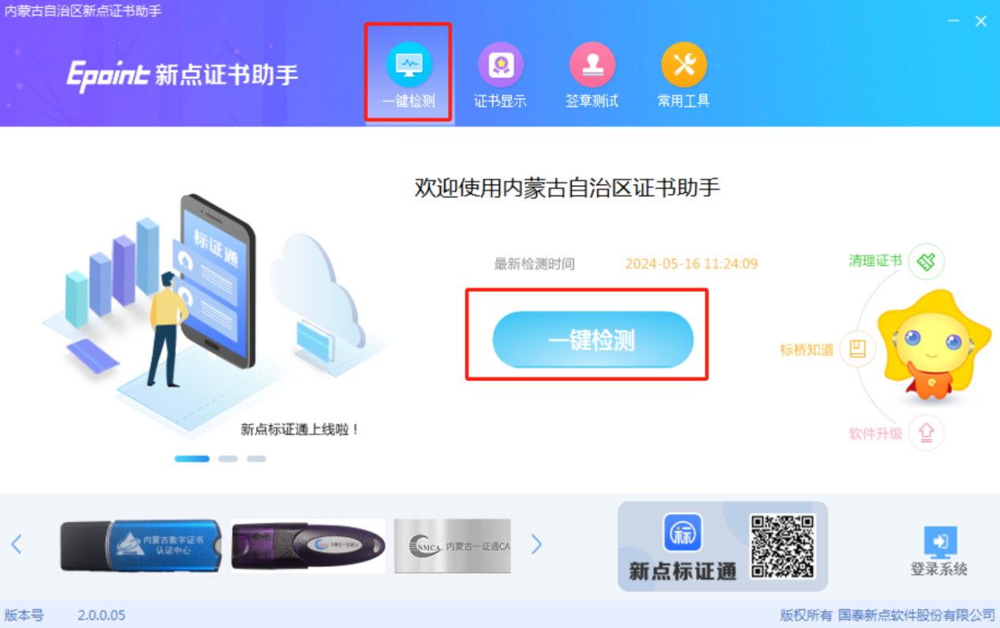 内蒙古自治区新点证书助手
Epoint 新点证书助手
一键检测
证书显示
签章测试
常用工具
欢迎使用内蒙古自治区证书助手
最新检测时间 2024-05-16 11:24:09
一键检测
清理证书
标桥知道
软件升级
标证通
新点标证通上线啦！
内蒙古数字证书
认证中心
NMCA 内蒙古一证通CA
标
新点标证通
登录系统
版本号 2.0.0.05
版权所有 国泰新点软件股份有限公司